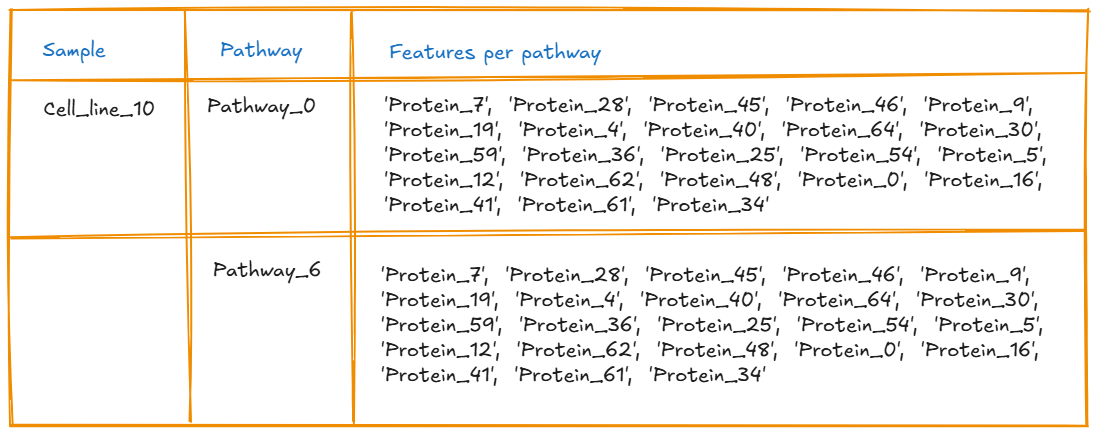 Sample Pathway Features per pathway
Cell_line_10 Pathway_0 'Protein_7', 'Protein_28', 'Protein_45', 'Protein_46', 'Protein_9',
'Protein_19', 'Protein_4', 'Protein_40', 'Protein_64', 'Protein_30',
'Protein_59', 'Protein_36', 'Protein_25', 'Protein_54', 'Protein_5',
'Protein_12', 'Protein_62', 'Protein_48', 'Protein_0', 'Protein_16',
'Protein_41', 'Protein_61', 'Protein_34'
Pathway_6 'Protein_7', 'Protein_28', 'Protein_45', 'Protein_46', 'Protein_9',
'Protein_19', 'Protein_4', 'Protein_40', 'Protein_64', 'Protein_30',
'Protein_59', 'Protein_36', 'Protein_25', 'Protein_54', 'Protein_5',
'Protein_12', 'Protein_62', 'Protein_48', 'Protein_0', 'Protein_16',
'Protein_41', 'Protein_61', 'Protein_34'